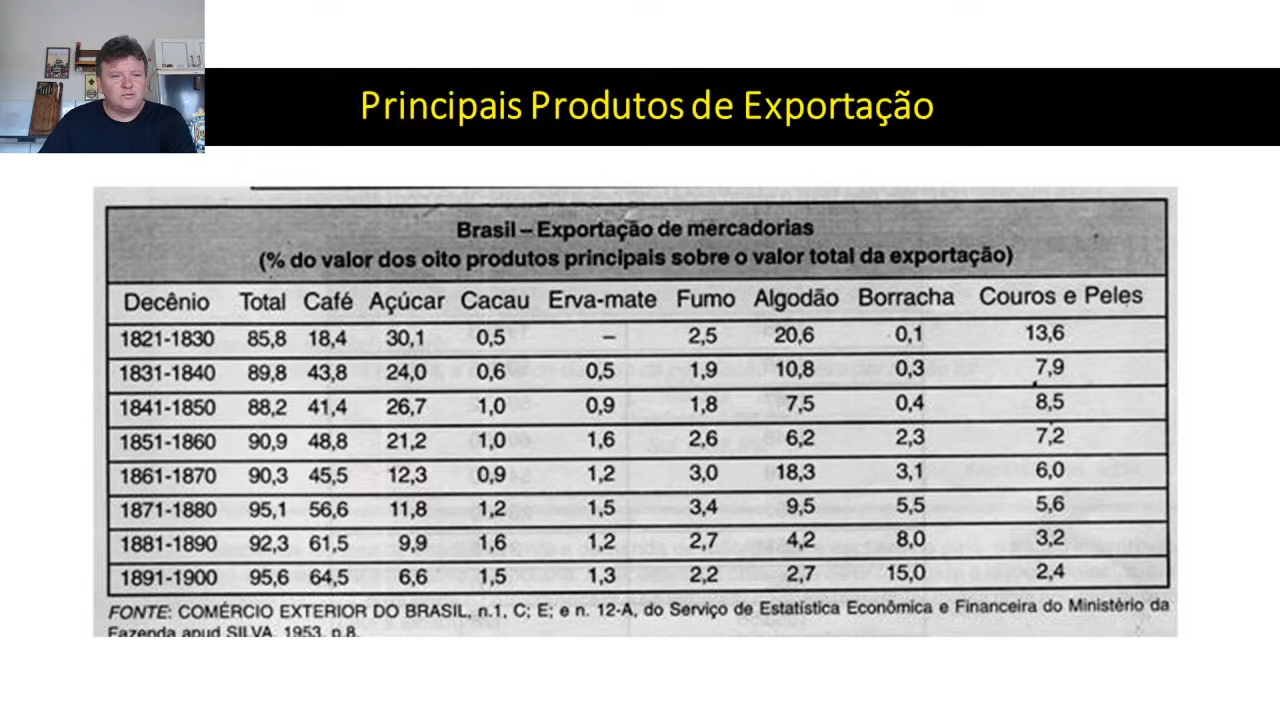 Principais Produtos de Exportação
Brasil – Exportação de mercadorias
(% do valor dos oito produtos principais sobre o valor total da exportação)
Decênio Total Café Açúcar Cacau Erva-mate Fumo Algodão Borracha Couros e Peles
1821-1830 85,8 18,4 30,1 0,5 – 2,5 20,6 0,1 13,6
1831-1840 89,8 43,8 24,0 0,6 0,5 1,9 10,8 0,3 7,9
1841-1850 88,2 41,4 26,7 1,0 0,9 1,8 7,5 0,4 8,5
1851-1860 90,9 48,8 21,2 1,0 1,6 2,6 6,2 2,3 7,2
1861-1870 90,3 45,5 12,3 0,9 1,2 3,0 18,3 3,1 6,0
1871-1880 95,1 56,6 11,8 1,2 1,5 3,4 9,5 5,5 5,6
1881-1890 92,3 61,5 9,9 1,6 1,2 2,7 4,2 8,0 3,2
1891-1900 95,6 64,5 6,6 1,5 1,3 2,2 2,7 15,0 2,4
FONTE: COMÉRCIO EXTERIOR DO BRASIL, n.1, C; E; e n. 12-A, do Serviço de Estatística Econômica e Financeira do Ministério da
Fazenda apud SILVA, 1953, p.8.